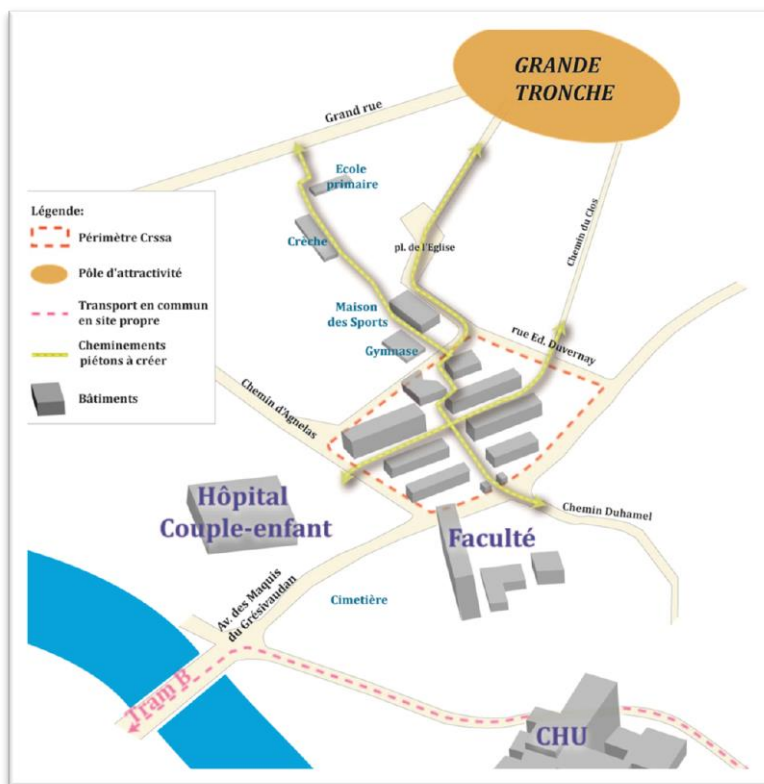 GRANDE
TRONCHE
Grand rue
Ecole
primaire
Légende:
Périmètre Crssa
Pôle d'attractivité
Transport en commun
en site propre
Cheminements
piétons à créer
Bâtiments
Crèche
pl. de l'Eglise
Chemin du Clos
Maison
des Sports
Gymnase
rue Ed. Duvernay
Chemin d'Agnelas
Hôpital
Couple-enfant
Faculté
Chemin Duhamel
Av. des Maquis
du Grésivaudan
Cimetière
Tram B
CHU